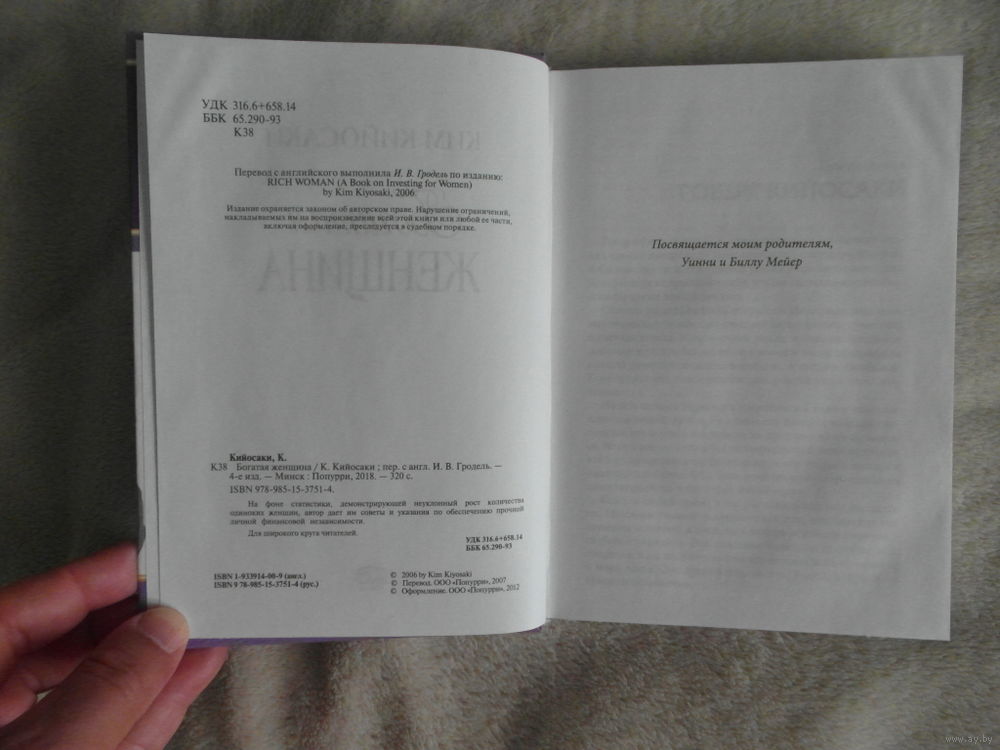 УДК 316.6+658.14
ББК 65.290-93
К38
Перевод с английского выполнила И. В. Гродель по изданию:
RICH WOMAN (A Book on Investing for Women)
by Kim Kiyosaki, 2006.
Издание охраняется законом об авторском праве. Нарушение ограничений,
накладываемых им на воспроизведение всей этой книги или любой ее части,
включая оформление, преследуется в судебном порядке.
ЖЕНЩИНА
Кийосаки, К.
К38 Богатая женщина / К. Кийосаки ; пер. с англ. И. В. Гродель. —
4-е изд. — Минск : Попурри, 2018. — 320 с.
ISBN 978-985-15-3751-4.
На фоне статистики, демонстрирующей неуклонный рост количества
одиноких женщин, автор дает им советы и указания по обеспечению прочной
личной финансовой независимости.
Для широкого круга читателей.
УДК 316.6+658.14
ББК 65.290-93
ISBN 1-933914-00-9 (англ.)
ISBN 978-985-15-3751-4 (рус.)
© 2006 by Kim Kiyosaki
© Перевод. ООО «Попурри», 2007
© Оформление. ООО «Попурри», 2012
Посвящается моим родителям,
Уинни и Биллу Мейер
www.ay.by